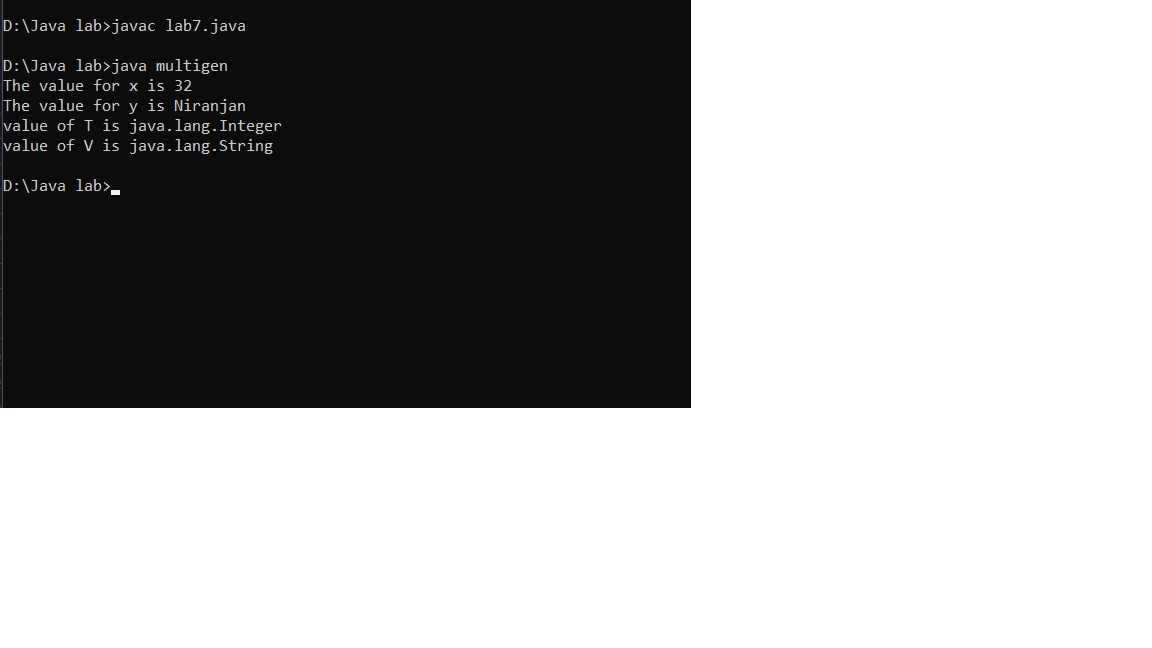 D:\Java lab>javac lab7.java
D:\Java lab>java multigen
The value for x is 32
The value for y is Niranjan
value of T is java.lang.Integer
value of V is java.lang.String
D:\Java lab>